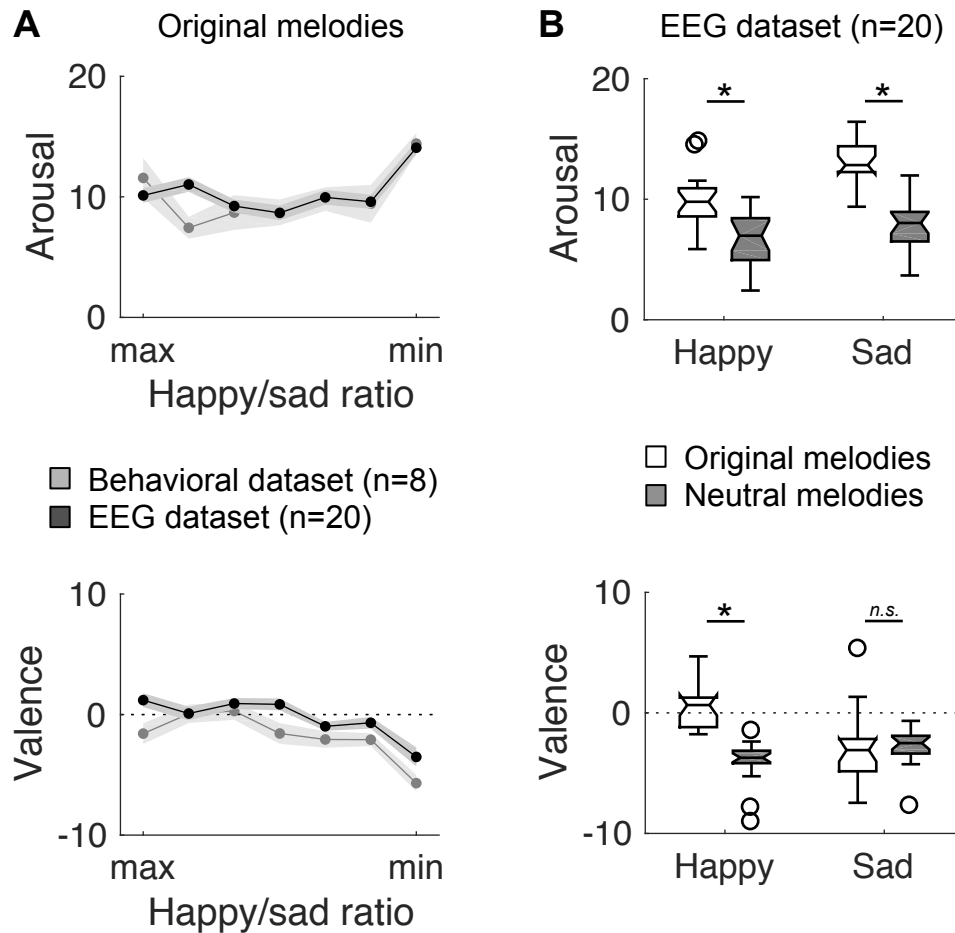 A
Original melodies
20
10
0
Arousal
max
min
Happy/sad ratio
Behavioral dataset (n=8)
EEG dataset (n=20)
10
0
-10
Valence
max
min
Happy/sad ratio
B
EEG dataset (n=20)
20
15
10
5
0
Arousal
*
*
Happy
Sad
Original melodies
Neutral melodies
10
0
-10
Valence
*
n.s.
Happy
Sad